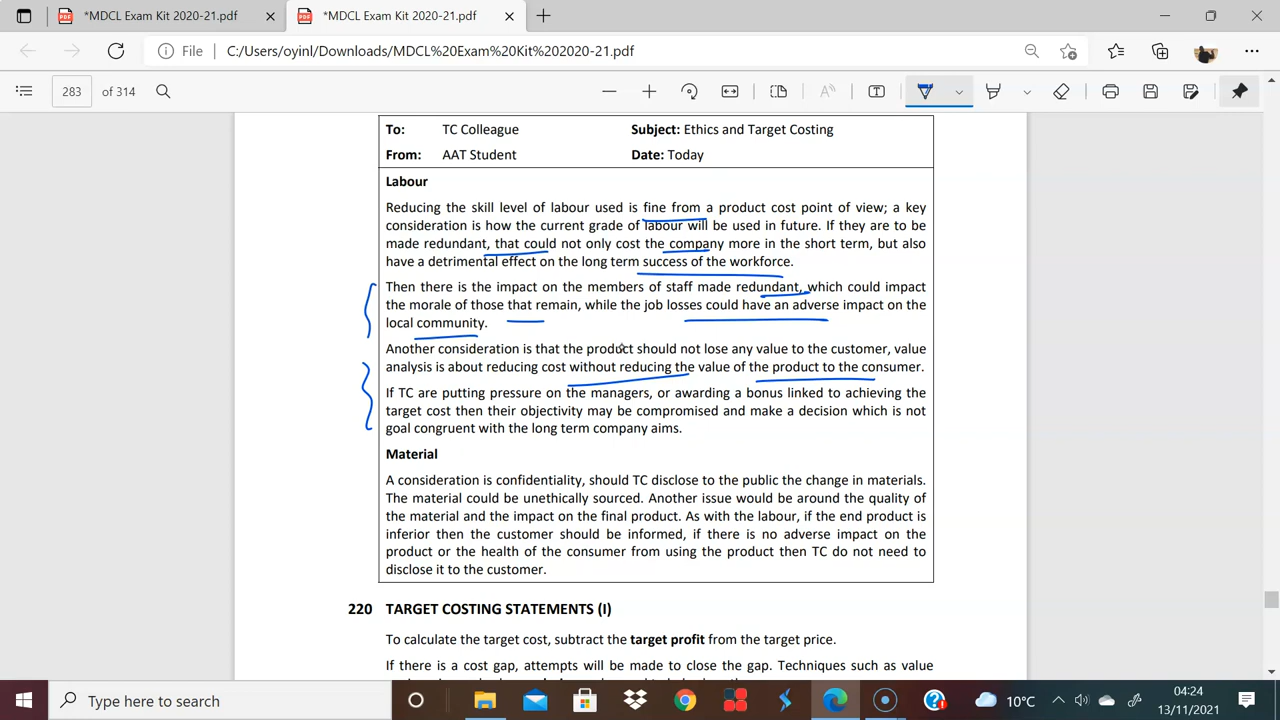 *MDCL Exam Kit 2020-21.pdf
*MDCL Exam Kit 2020-21.pdf
File
C:/Users/oyinl/Downloads/MDCL%20Exam%20Kit%202020-21.pdf
283 of 314
To: TC Colleague Subject: Ethics and Target Costing
From: AAT Student Date: Today
Labour
Reducing the skill level of labour used is fine from a product cost point of view; a key
consideration is how the current grade of labour will be used in future. If they are to be
made redundant, that could not only cost the company more in the short term, but also
have a detrimental effect on the long term success of the workforce.
Then there is the impact on the members of staff made redundant, which could impact
the morale of those that remain, while the job losses could have an adverse impact on the
local community.
Another consideration is that the product should not lose any value to the customer, value
analysis is about reducing cost without reducing the value of the product to the consumer.
If TC are putting pressure on the managers, or awarding a bonus linked to achieving the
target cost then their objectivity may be compromised and make a decision which is not
goal congruent with the long term company aims.
Material
A consideration is confidentiality, should TC disclose to the public the change in materials.
The material could be unethically sourced. Another issue would be around the quality of
the material and the impact on the final product. As with the labour, if the end product is
inferior then the customer should be informed, if there is no adverse impact on the
product or the health of the consumer from using the product then TC do not need to
disclose it to the customer.
220 TARGET COSTING STATEMENTS (I)
To calculate the target cost, subtract the target profit from the target price.
If there is a cost gap, attempts will be made to close the gap. Techniques such as value
Type here to search
10°C
04:24
13/11/2021